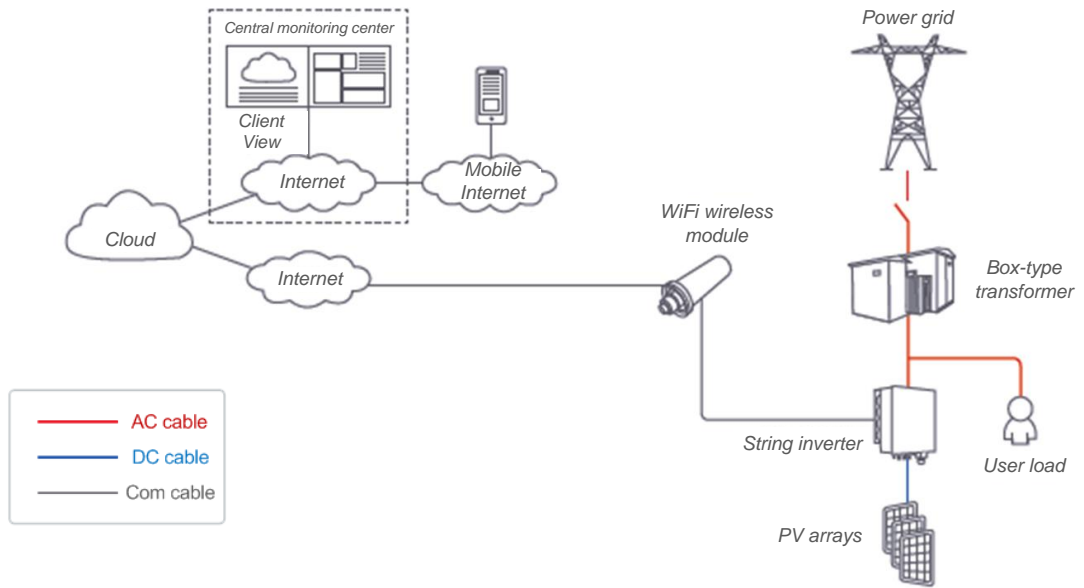 Central monitoring center
Power grid
Client
View
Internet
Mobile
Internet
WiFi wireless
module
Cloud
Internet
Box-type
transformer
AC cable
DC cable
Com cable
String inverter
User load
PV arrays